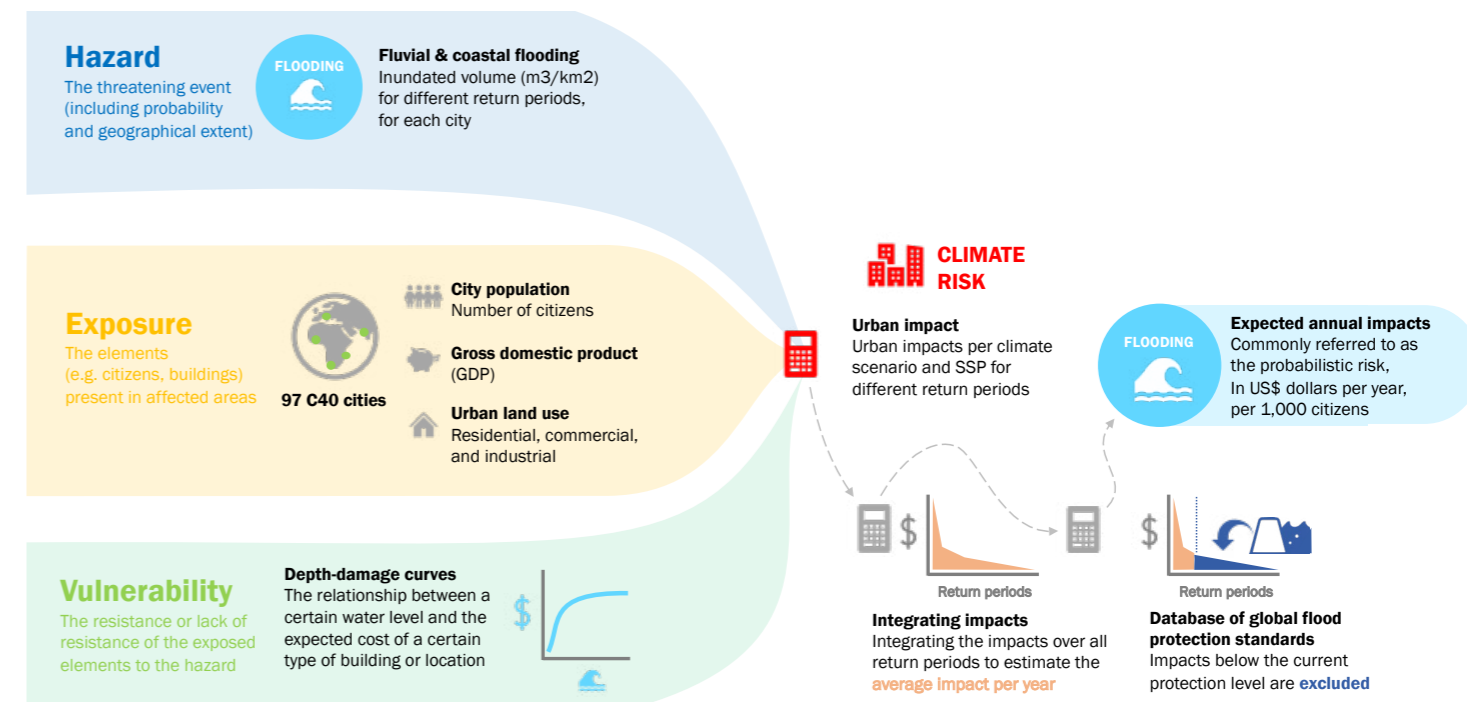 Hazard
The threatening event
(including probability
and geographical extent)
FLOODING
Fluvial & coastal flooding
Inundated volume (m3/km2)
for different return periods,
for each city
Exposure
The elements
(e.g. citizens, buildings)
present in affected areas
97 C40 cities
City population
Number of citizens
Gross domestic product
(GDP)
Urban land use
Residential, commercial,
and industrial
Vulnerability
The resistance or lack of
resistance of the exposed
elements to the hazard
Depth-damage curves
The relationship between a
certain water level and the
expected cost of a certain
type of building or location
$
CLIMATE
RISK
Urban impact
Urban impacts per climate
scenario and SSP for
different return periods
$
Return periods
Integrating impacts
Integrating the impacts over all
return periods to estimate the
average impact per year
$
Return periods
Database of global flood
protection standards
Impacts below the current
protection level are excluded
FLOODING
Expected annual impacts
Commonly referred to as
the probabilistic risk,
In US$ dollars per year,
per 1,000 citizens